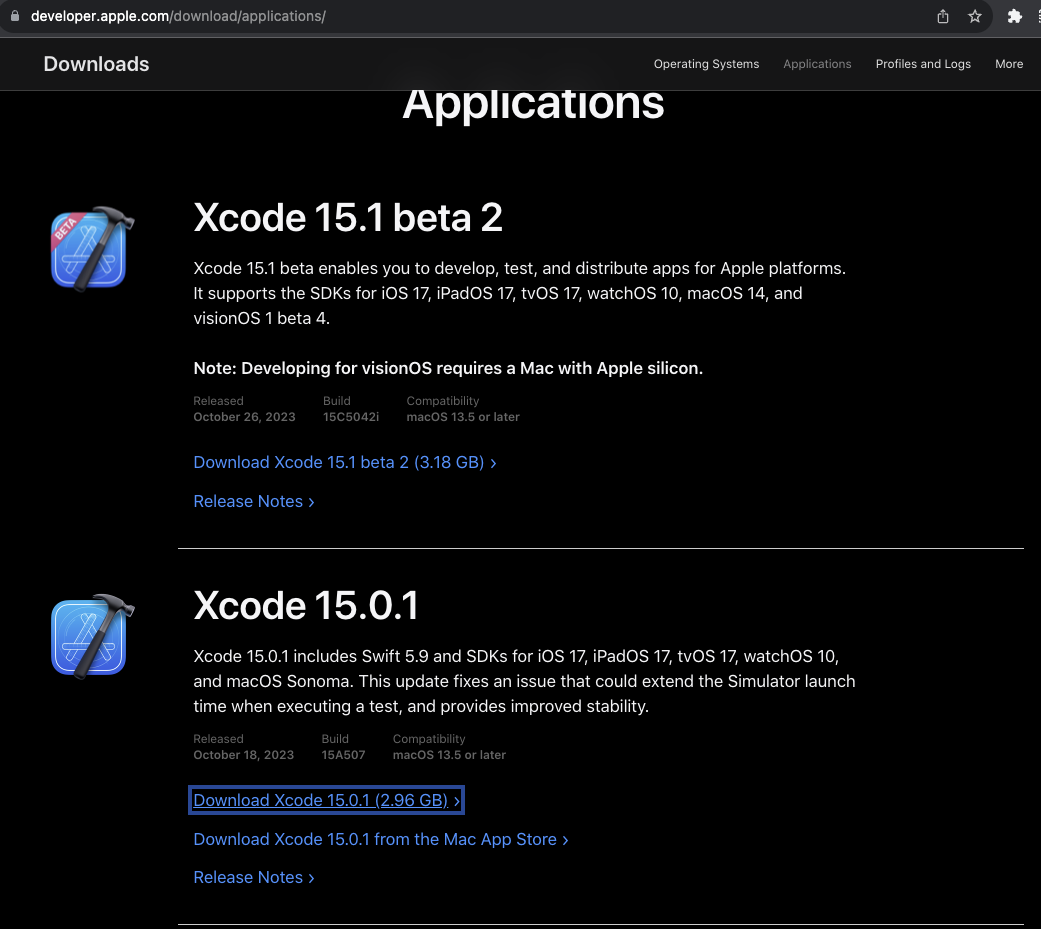 developer.apple.com/download/applications/
Downloads
Operating Systems
Applications
Profiles and Logs
More
Applications
BETA
Xcode 15.1 beta 2
Xcode 15.1 beta enables you to develop, test, and distribute apps for Apple platforms.
It supports the SDKs for iOS 17, iPadOS 17, tvOS 17, watchOS 10, macOS 14, and
visionOS 1 beta 4.
Note: Developing for visionOS requires a Mac with Apple silicon.
Released Build Compatibility
October 26, 2023 15C5042i macOS 13.5 or later
Download Xcode 15.1 beta 2 (3.18 GB) ›
Release Notes ›
Xcode 15.0.1
Xcode 15.0.1 includes Swift 5.9 and SDKs for iOS 17, iPadOS 17, tvOS 17, watchOS 10,
and macOS Sonoma. This update fixes an issue that could extend the Simulator launch
time when executing a test, and provides improved stability.
Released Build Compatibility
October 18, 2023 15A507 macOS 13.5 or later
Download Xcode 15.0.1 (2.96 GB) ›
Download Xcode 15.0.1 from the Mac App Store ›
Release Notes ›